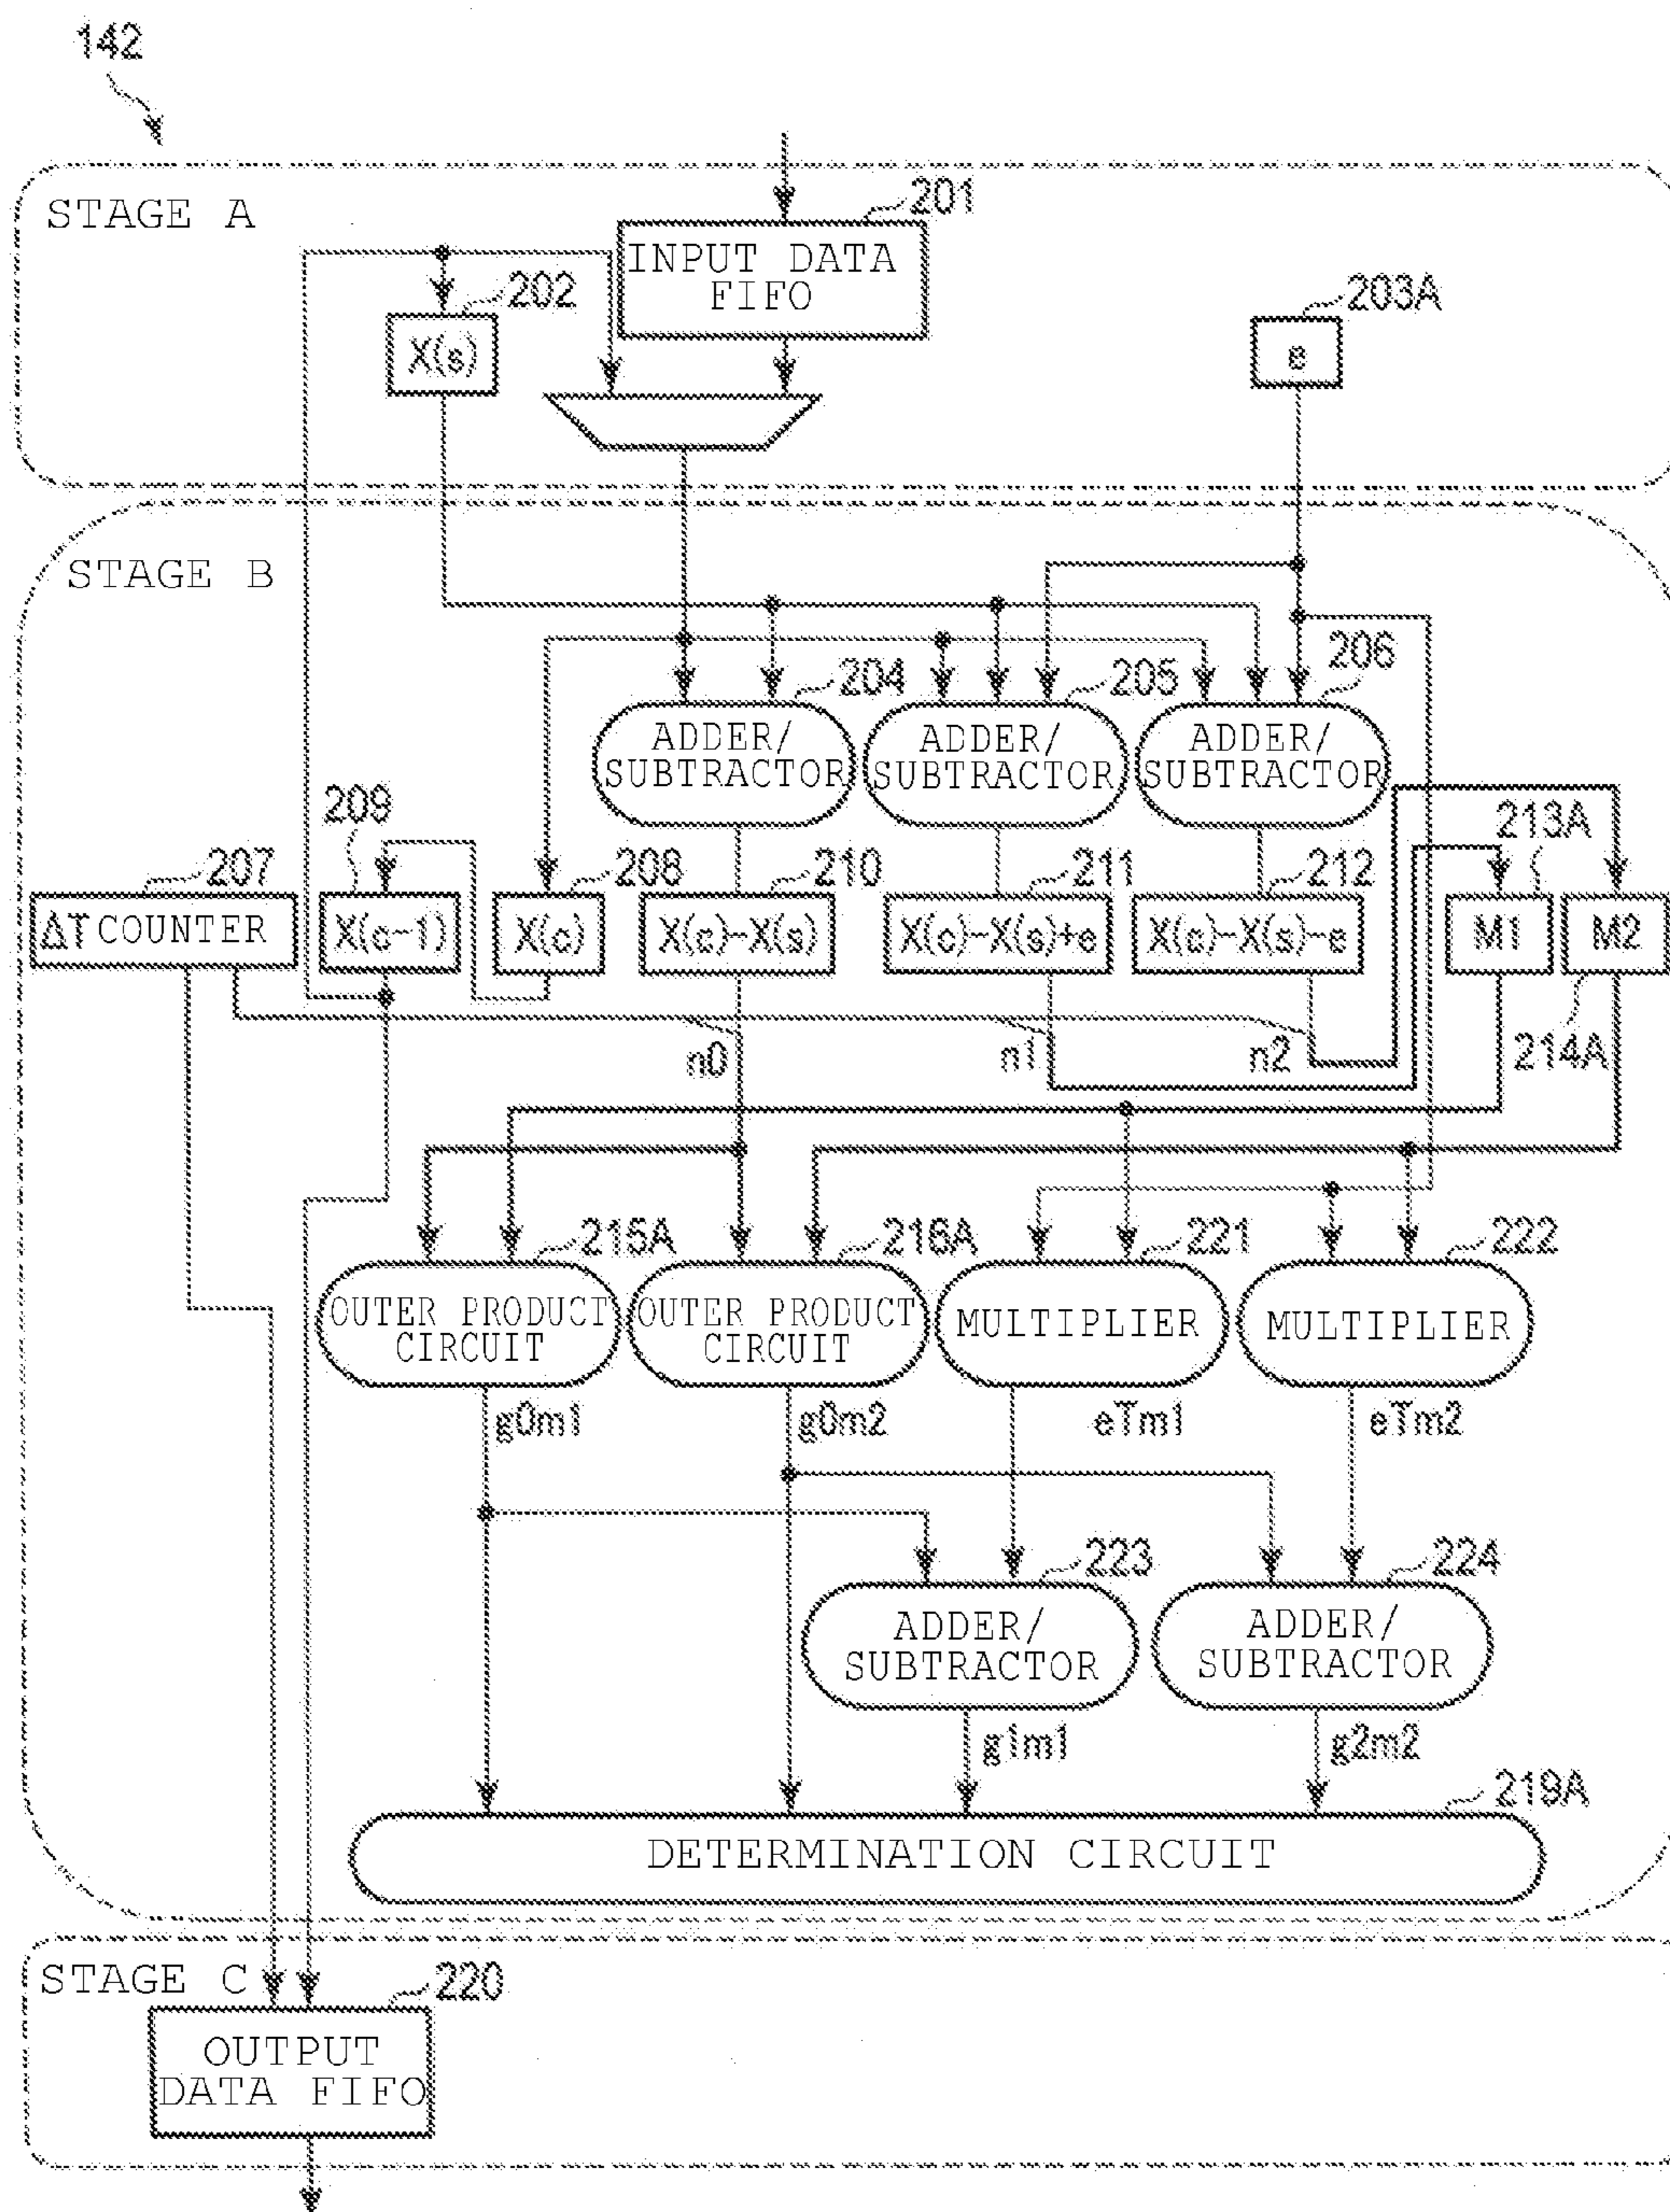 142
STAGE A
201
INPUT DATA
FIFO
202
X(s)
203A
e
STAGE B
204
ADDER/
SUBTRACTOR
205
ADDER/
SUBTRACTOR
206
ADDER/
SUBTRACTOR
207
ΔT COUNTER
209
X(c-1)
208
X(c)
210
X(c)-X(s)
211
X(c)-X(s)+e
212
X(c)-X(s)-e
213A
M1
M2
214A
n0
n1
n2
215A
OUTER PRODUCT
CIRCUIT
216A
OUTER PRODUCT
CIRCUIT
221
MULTIPLIER
222
MULTIPLIER
g0m1
g0m2
eTm1
eTm2
223
ADDER/
SUBTRACTOR
224
ADDER/
SUBTRACTOR
g1m1
g2m2
219A
DETERMINATION CIRCUIT
STAGE C
220
OUTPUT
DATA FIFO